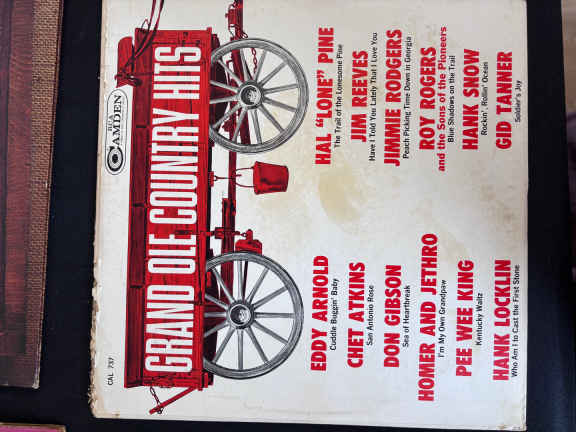 CAL 737
RCA
CAMDEN
GRAND OLE COUNTRY HITS
EDDY ARNOLD
Cuddle Buggin' Baby
CHET ATKINS
San Antonio Rose
DON GIBSON
Sea of Heartbreak
HOMER AND JETHRO
I'm My Own Grandpaw
PEE WEE KING
Kentucky Waltz
HANK LOCKLIN
Who Am I to Cast the First Stone
HAL "LONE" PINE
The Trail of the Lonesome Pine
JIM REEVES
Have I Told You Lately That I Love You
JIMMIE RODGERS
Peach Picking Time Down in Georgia
ROY ROGERS
and the Sons of the Pioneers
Blue Shadows on the Trail
HANK SNOW
Rockin', Rollin' Ocean
GID TANNER
Soldier's Joy